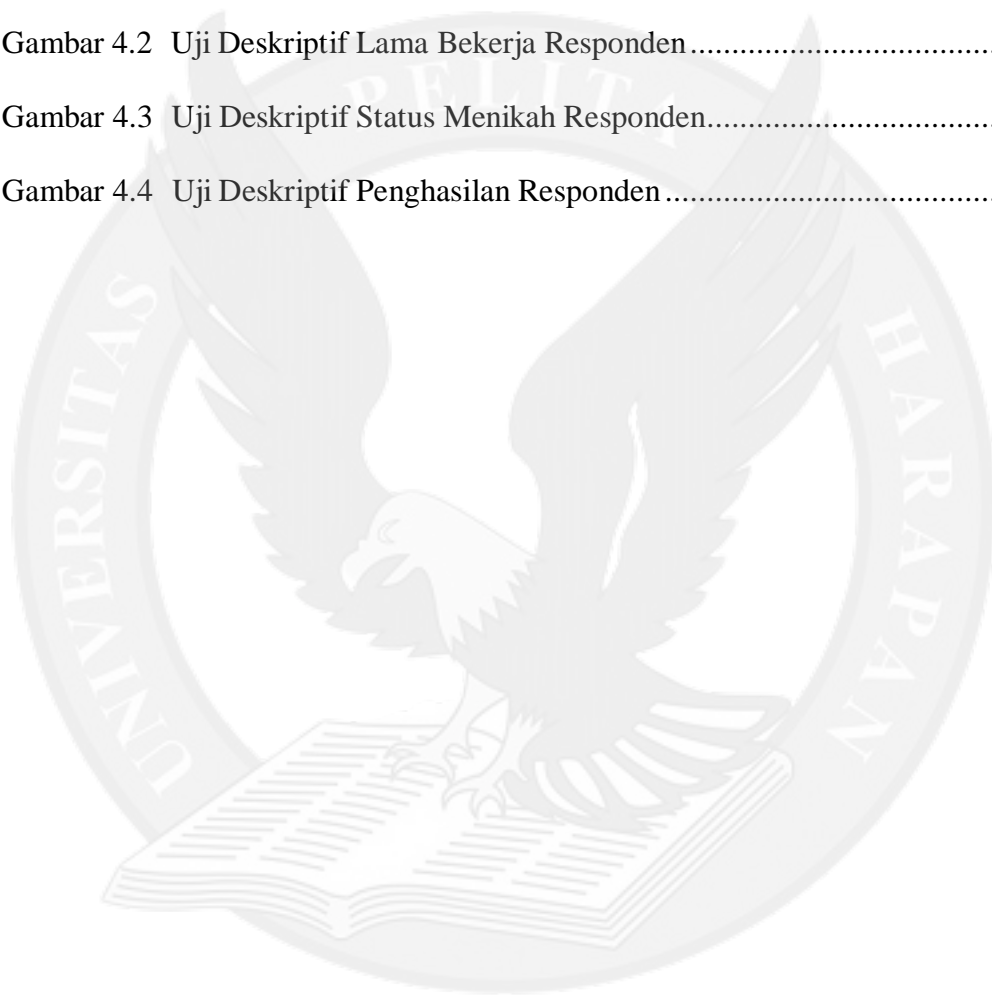 Gambar 4.2 Uji Deskriptif Lama Bekerja Responden.....................................
Gambar 4.3 Uji Deskriptif Status Menikah Responden...................................
Gambar 4.4 Uji Deskriptif Penghasilan Responden........................................
UNIVERSITAS PELITA HARAPAN